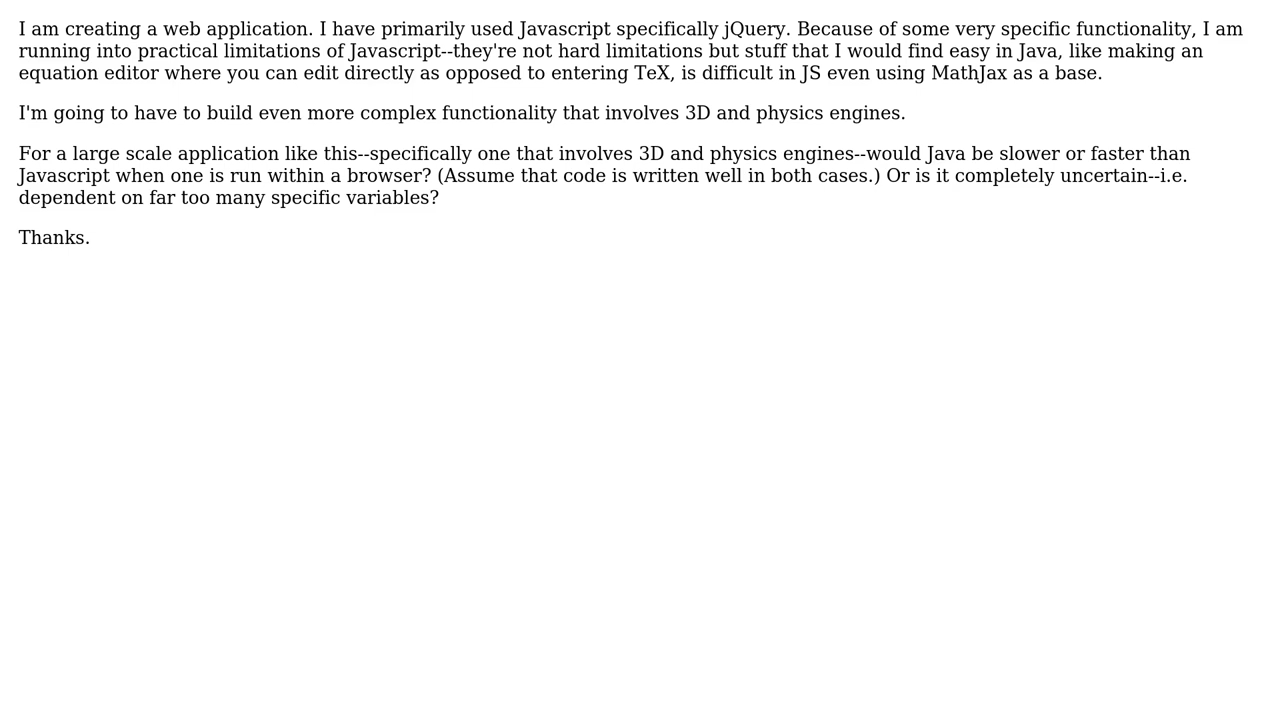 I am creating a web application. I have primarily used Javascript specifically jQuery. Because of some very specific functionality, I am
running into practical limitations of Javascript--they're not hard limitations but stuff that I would find easy in Java, like making an
equation editor where you can edit directly as opposed to entering TeX, is difficult in JS even using MathJax as a base.
I'm going to have to build even more complex functionality that involves 3D and physics engines.
For a large scale application like this--specifically one that involves 3D and physics engines--would Java be slower or faster than
Javascript when one is run within a browser? (Assume that code is written well in both cases.) Or is it completely uncertain--i.e.
dependent on far too many specific variables?
Thanks.